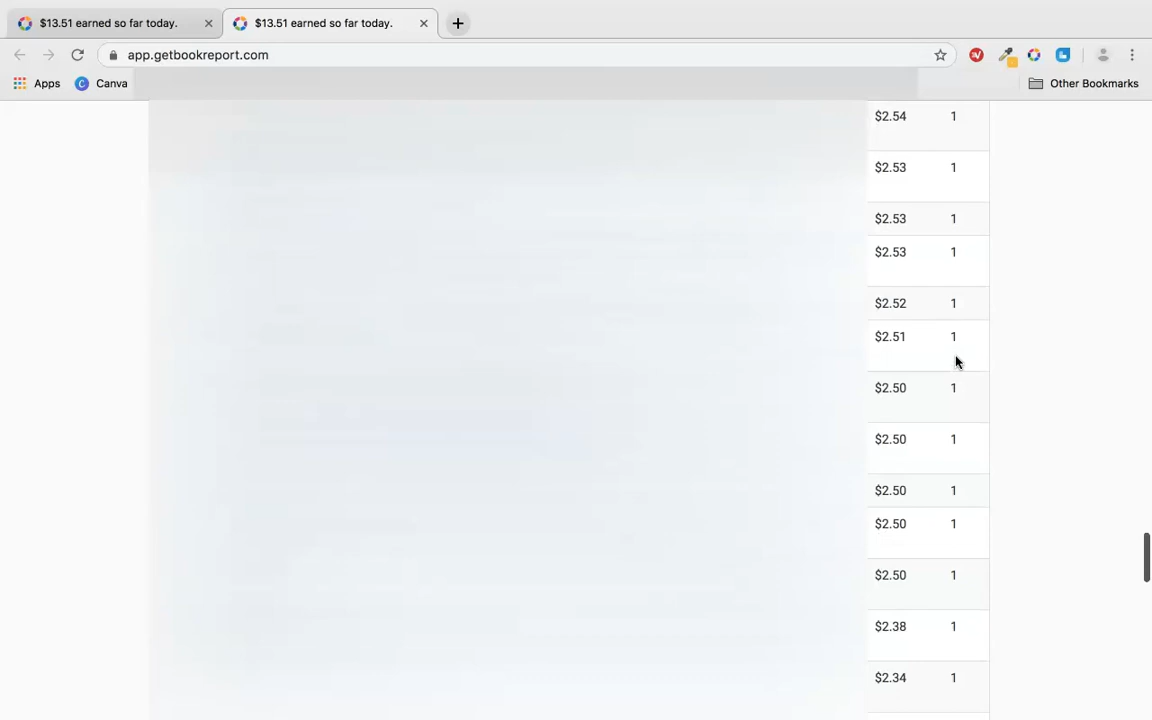 $13.51 earned so far today.
$13.51 earned so far today.
app.getbookreport.com
Apps
Canva
Other Bookmarks
$2.54 1
$2.53 1
$2.53 1
$2.53 1
$2.52 1
$2.51 1
$2.50 1
$2.50 1
$2.50 1
$2.50 1
$2.50 1
$2.38 1
$2.34 1